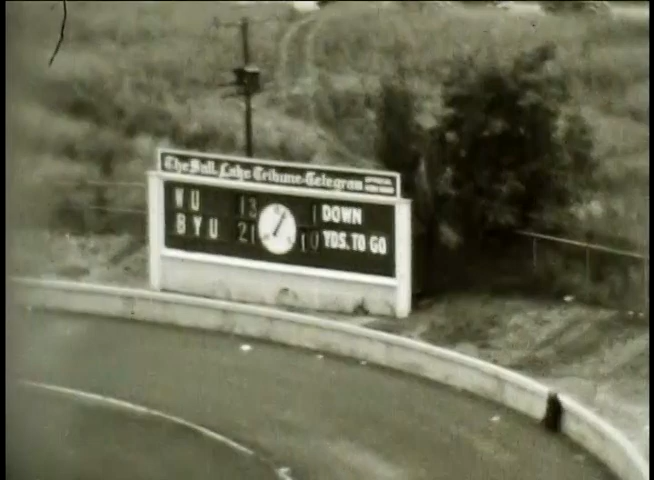 The Salt Lake Tribune-Telegram
WU 13 1 DOWN
BYU 21 10 YDS. TO GO